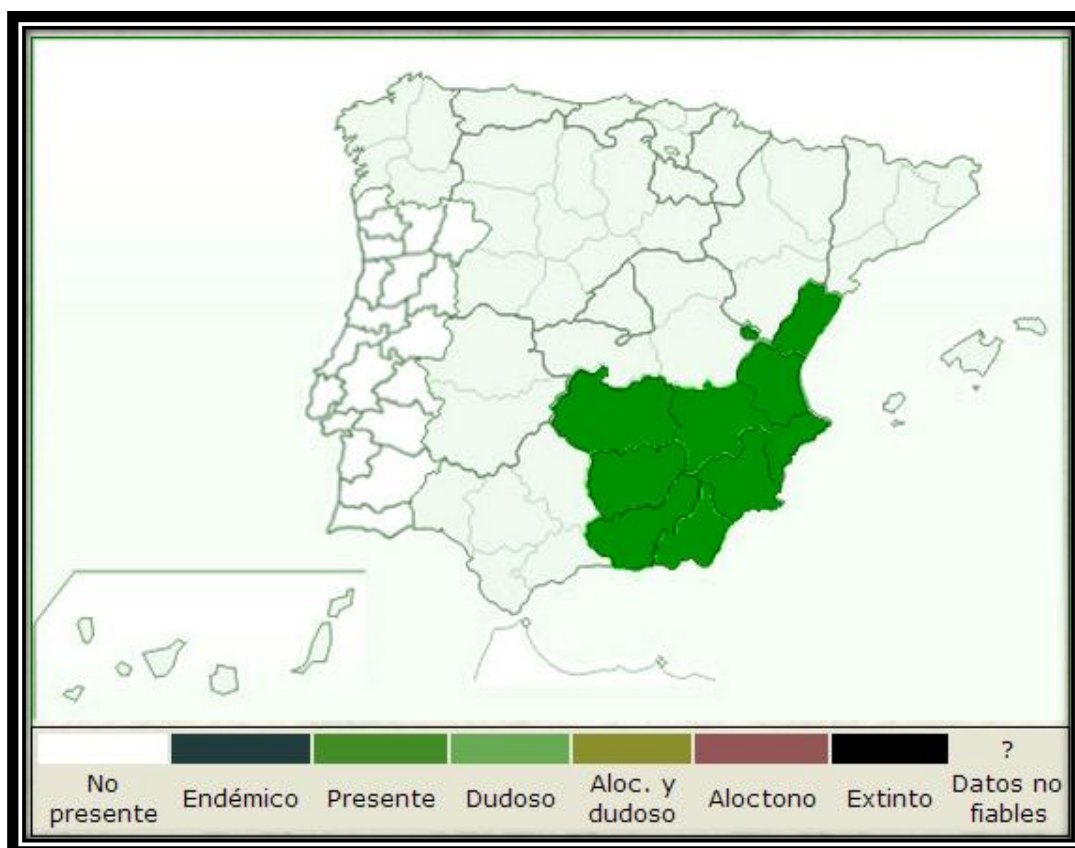 ?
No
presente
Endémico
Presente
Dudoso
Aloc. y
dudoso
Aloctono
Extinto
Datos no
fiables